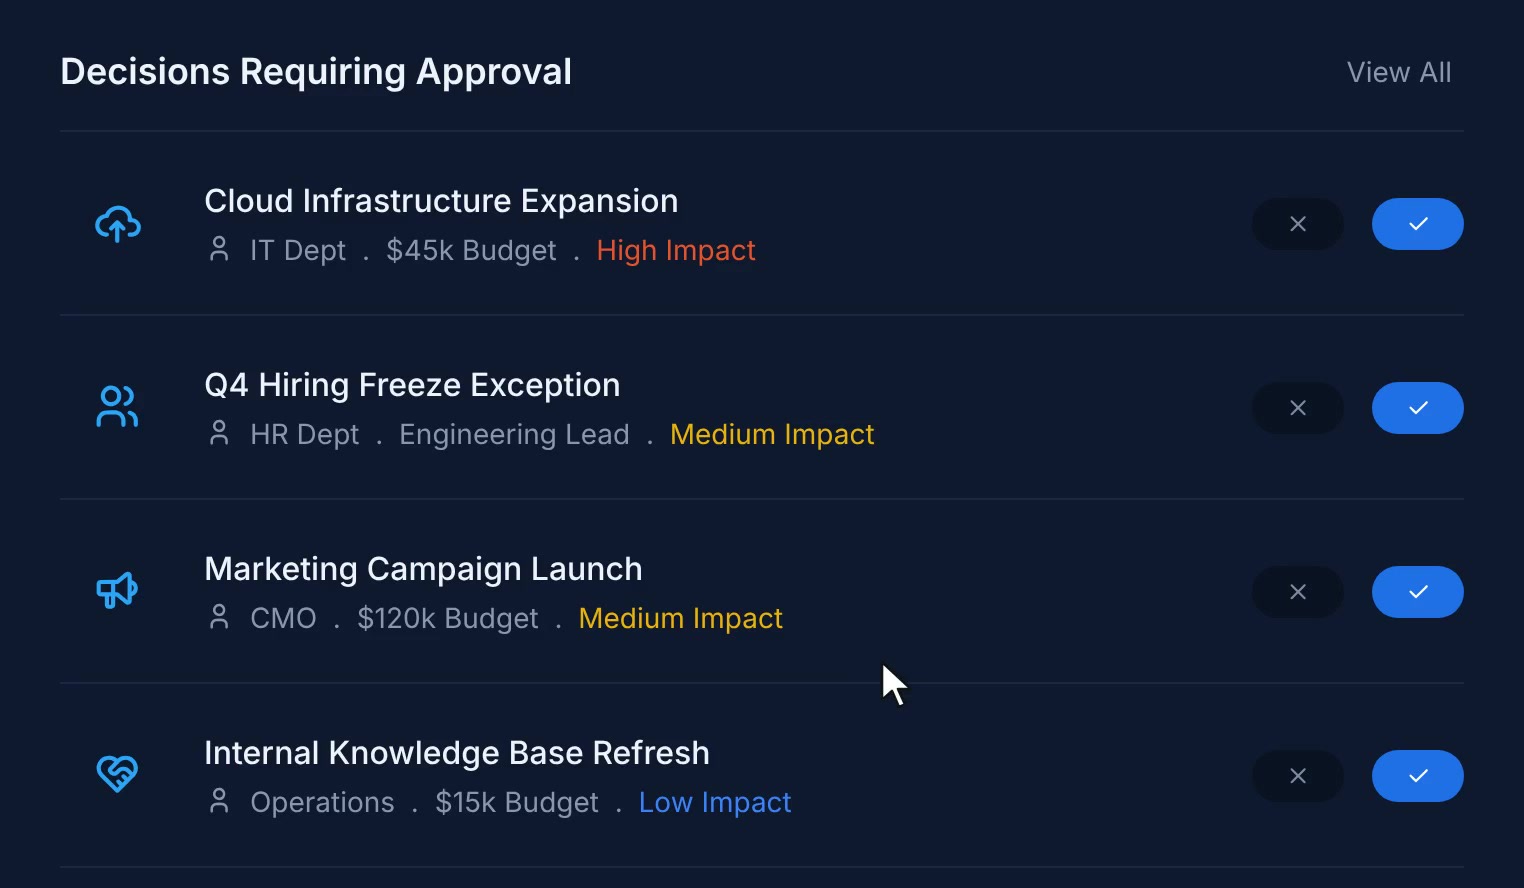 Decisions Requiring Approval
View All
Cloud Infrastructure Expansion
IT Dept . $45k Budget . High Impact
Q4 Hiring Freeze Exception
HR Dept . Engineering Lead . Medium Impact
Marketing Campaign Launch
CMO . $120k Budget . Medium Impact
Internal Knowledge Base Refresh
Operations . $15k Budget . Low Impact